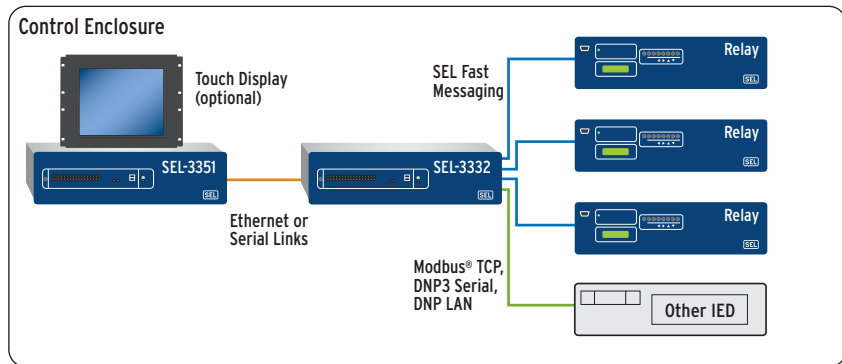 Control Enclosure
Touch Display
(optional)
SEL-3351
SEL
Ethernet or
Serial Links
SEL-3332
SEL
SEL Fast
Messaging
Modbus® TCP,
DNP3 Serial,
DNP LAN
Relay
SEL
Relay
SEL
Relay
SEL
Other IED